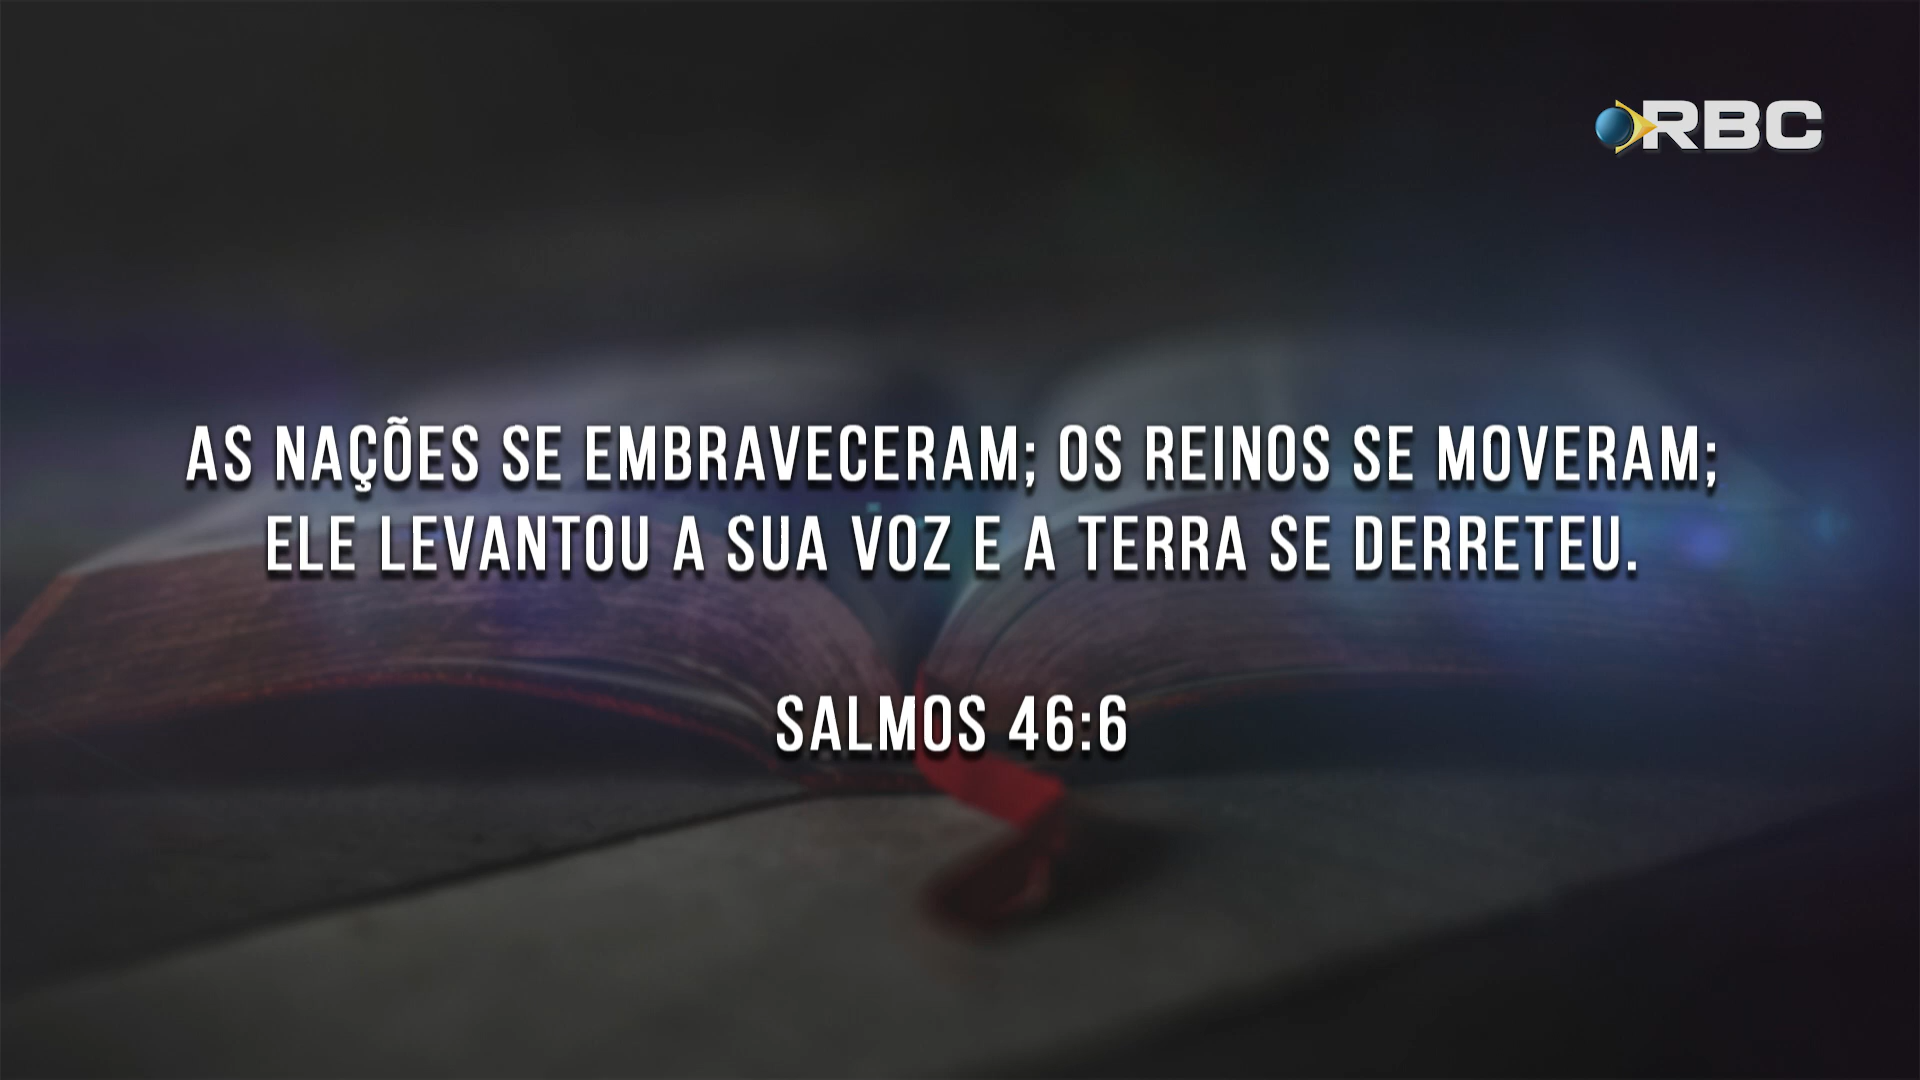 RBC
AS NAÇÕES SE EMBRAVECERAM; OS REINOS SE MOVERAM;
ELE LEVANTOU A SUA VOZ E A TERRA SE DERRETEU.
SALMOS 46:6